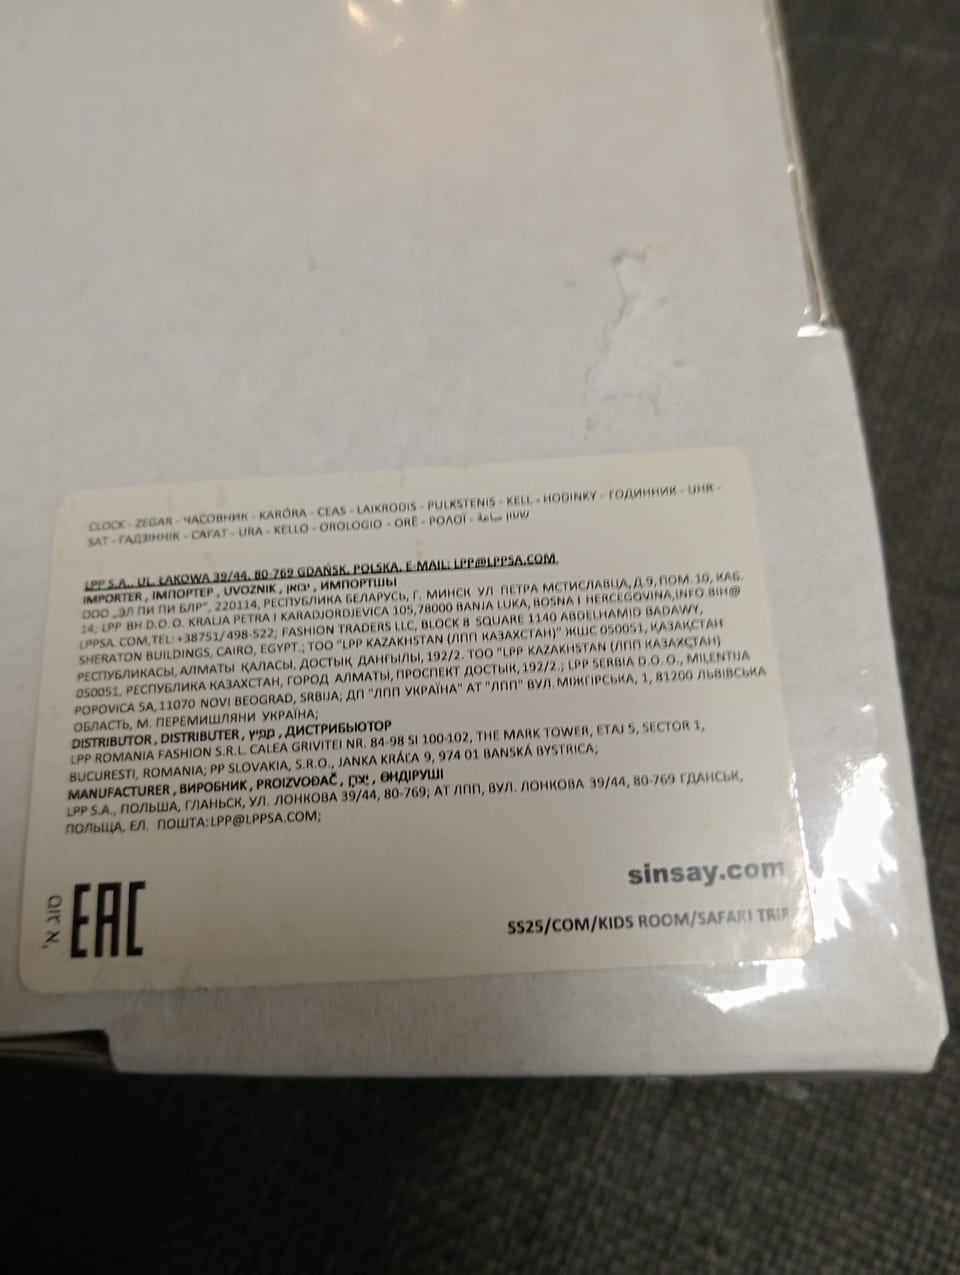 CLOCK - ZEGAR - ЧАСОВНИК - KARÓRA - CEAS - LAIKRODIS - PULKSTENIS - KELL - HODINKY - ГОДИННИК - UHR -
SAT - ГАДЗІННІК - САҒАТ - URA - KELLO - OROLOGIO - ORË - ΡΟΛΟΪ - ساعة שעון
LPP S.A., UL. ŁĄKOWA 39/44, 80-769 GDAŃSK, POLSKA, E-MAIL: LPP@LPPSA.COM,
IMPORTER , ІМПОРТЕР , UVOZNIK , יבואן , ИМПОРТШЫ
ООО „ЭЛ ПИ ПИ БЛР", 220114, РЕСПУБЛИКА БЕЛАРУСЬ, Г. МИНСК УЛ ПЕТРА МСТИСЛАВЦА, Д.9, ПОМ. 10, КАБ.
14; LPP BH D.O.O. KRALJA PETRA I KARADJORDJEVICA 105,78000 BANJA LUKA, BOSNA I HERCEGOVINA,INFO.BIH@
LPPSA. COM,TEL: +38751/ 498-522; FASHION TRADERS LLC, BLOCK B SQUARE 1140 ABDELHAMID BADAWY,
SHERATON BUILDINGS, CAIRO, EGYPT.; ТОО "LPP KAZAKHSTAN (ЛПП КАЗАХСТАН)" ЖШС 050051, ҚАЗАҚСТАН
РЕСПУБЛИКАСЫ, АЛМАТЫ ҚАЛАСЫ, ДОСТЫҚ ДАҢҒЫЛЫ, 192/2. ТОО "LPP KAZAKHSTAN (ЛПП КАЗАХСТАН)
050051, РЕСПУБЛИКА КАЗАХСТАН, ГОРОД АЛМАТЫ, ПРОСПЕКТ ДОСТЫК, 192/2.; LPP SERBIA D.O. O., MILENTIJA
POPOVICA 5A, 11070 NOVI BEOGRAD, SRBIJA; ДП "ЛПП УКРАЇНА" АТ "ЛПП" ВУЛ. МІЖГІРСЬКА, 1, 81200 ЛЬВІВСЬКА
ОБЛАСТЬ, М. ПЕРЕМИШЛЯНИ УКРАЇНА;
DISTRIBUTOR , DISTRIBUTER , מפיץ , ДИСТРИБЬЮТОР
LPP ROMANIA FASHION S.R.L. CALEA GRIVITEI NR. 84-98 SI 100-102, THE MARK TOWER, ETAJ 5, SECTOR 1,
BUCURESTI, ROMANIA; PP SLOVAKIA, S.R.O., JANKA KRÁĽA 9, 974 01 BANSKÁ BYSTRICA;
MANUFACTURER , ВИРОБНИК , PROIZVOĐAČ , יצרן , ӨНДІРУШІ
LPP S.A., ПОЛЬША, ГЛАНЬСК, УЛ. ЛОНКОВА 39/44, 80-769; АТ ЛПП, ВУЛ. ЛОНКОВА 39/44, 80-769 ГДАНСЬК,
ПОЛЬЩА, ЕЛ. ПОШТА: LPP@LPPSA.COM;
sinsay.com
SS25/COM/KIDS ROOM/SAFARI TRIP
EAC